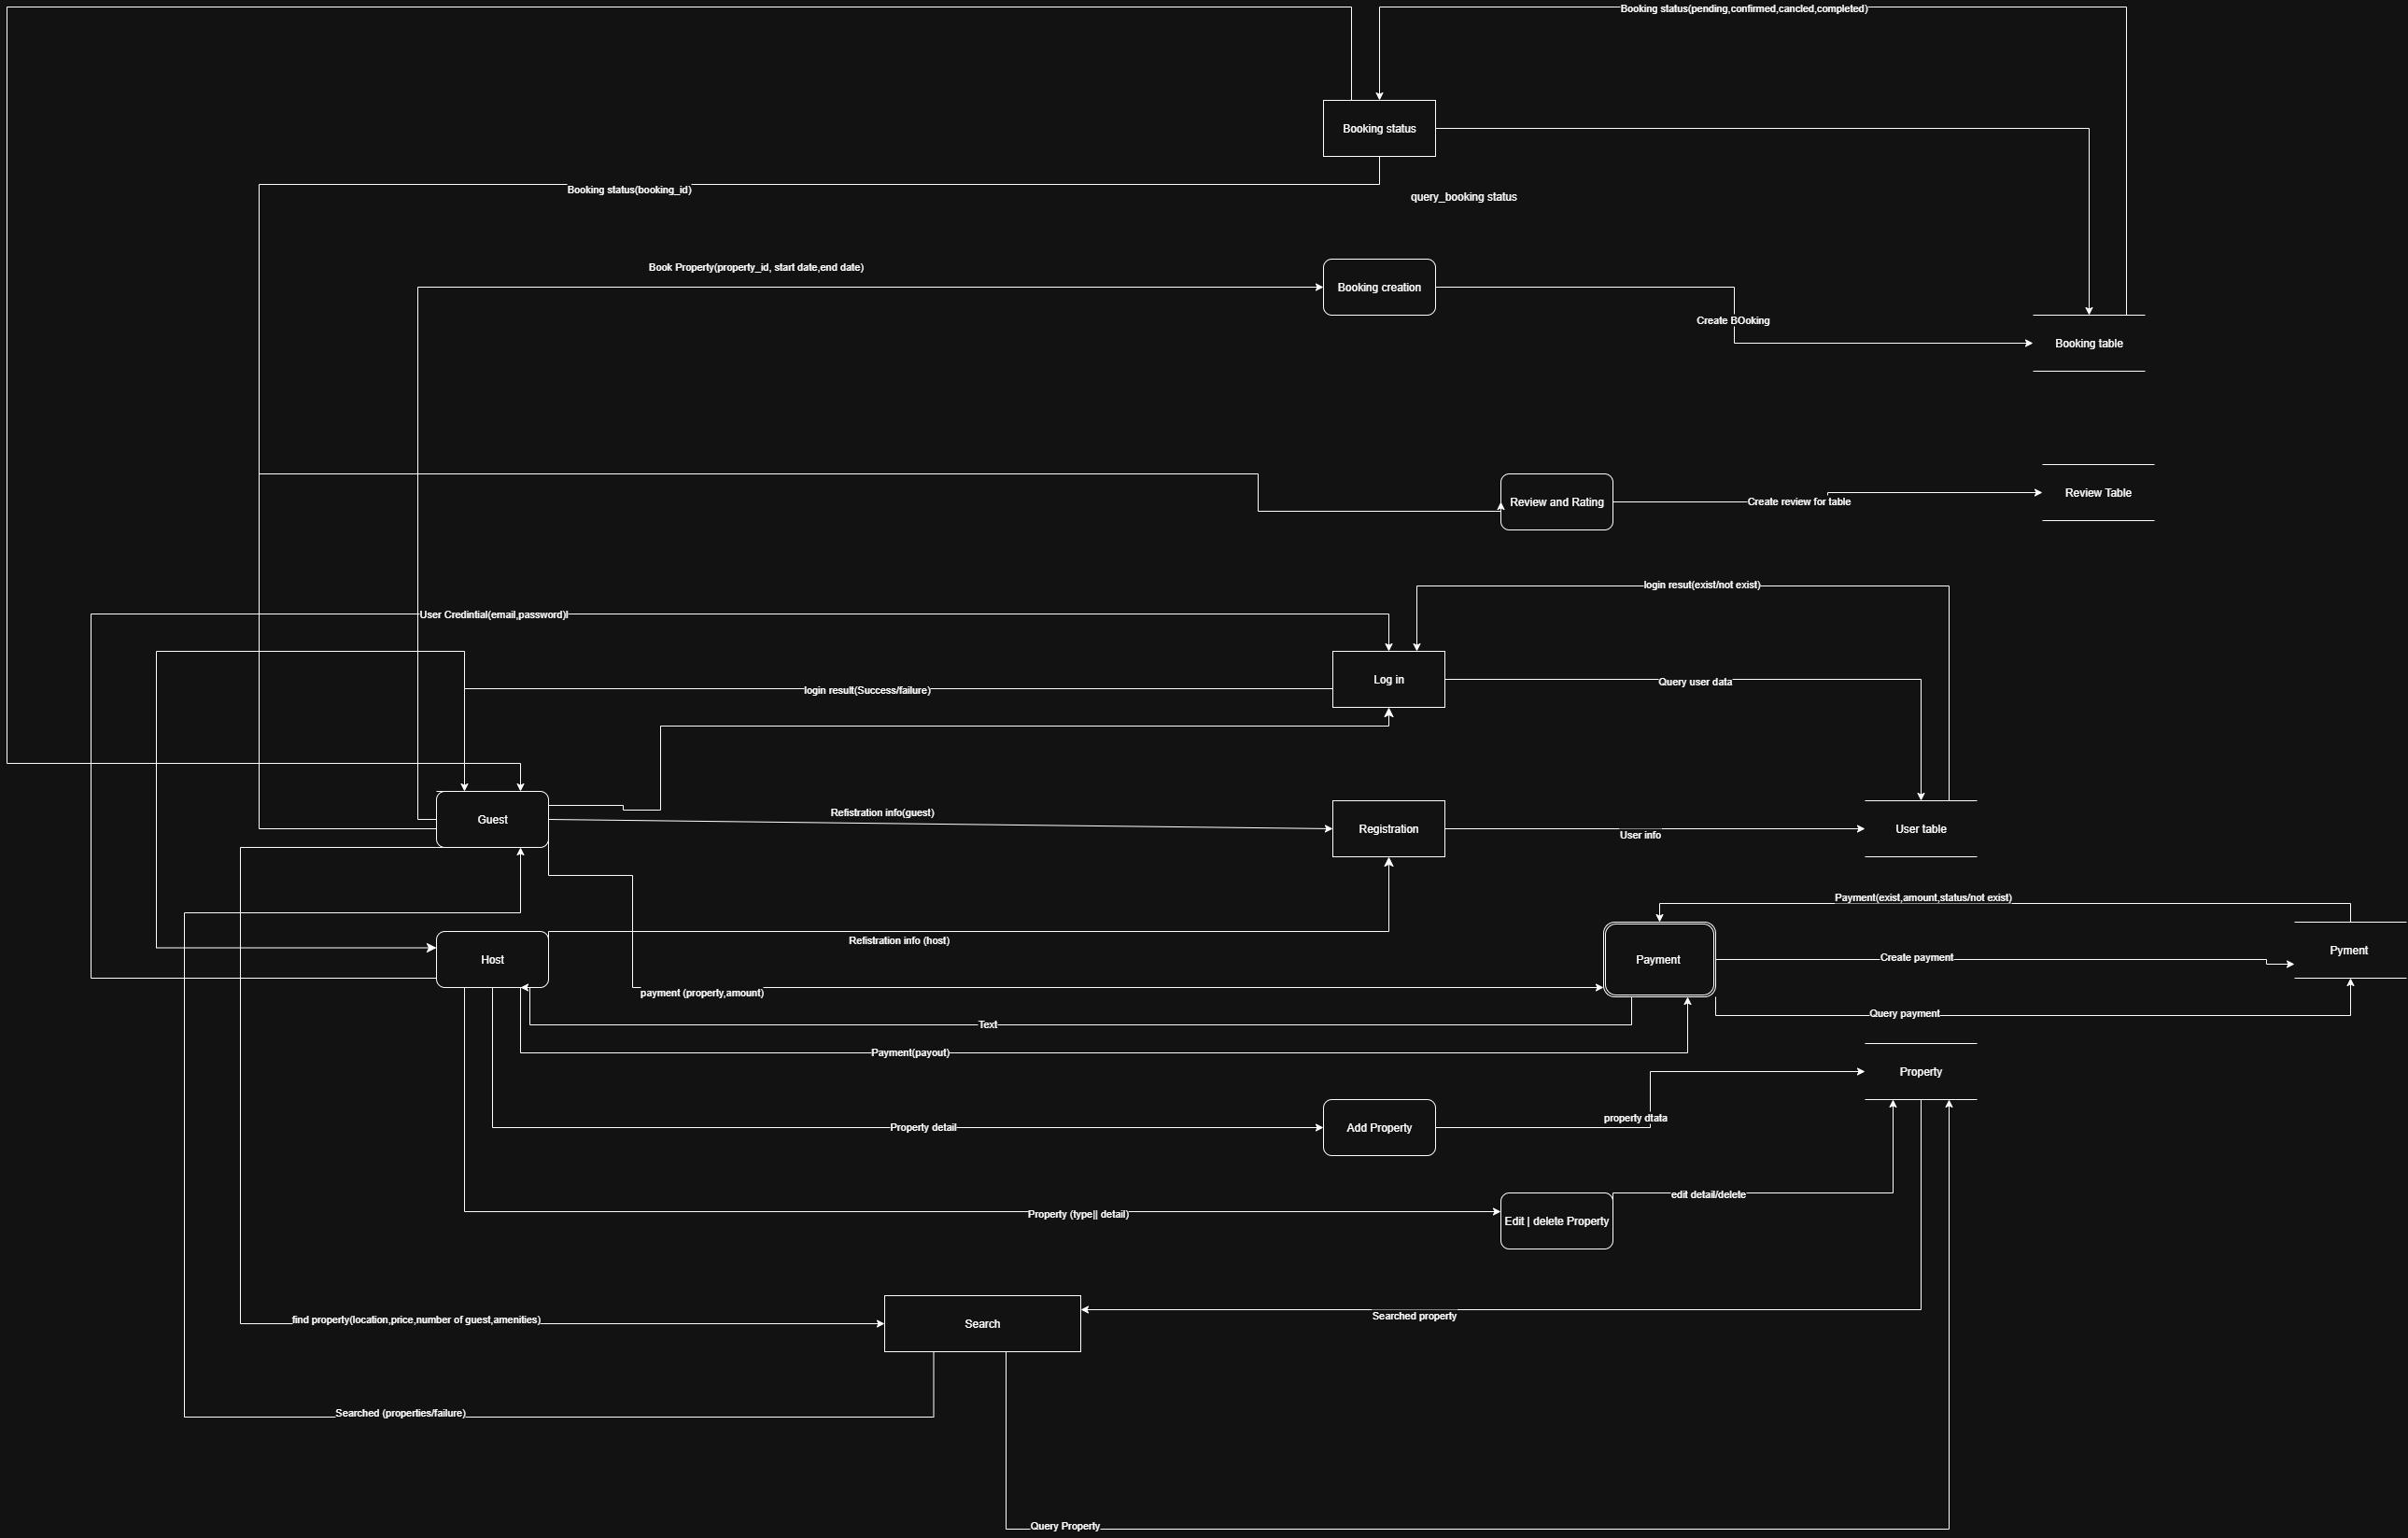 Booking status(pending,confirmed,cancled,completed)
Booking status
Booking status(booking_id)
query_booking status
Book Property(property_id, start date,end date)
Booking creation
Create BOoking
Booking table
Review and Rating
Create review for table
Review Table
login resut(exist/not exist)
User Credintial(email,password)l
Log in
Query user data
login result(Success/failure)
Guest
Refistration info(guest)
Registration
User info
User table
Payment(exist,amount,status/not exist)
Refistration info (host)
Host
Payment
Create payment
Pyment
payment (property,amount)
Query payment
Text
Payment(payout)
Property
property dtata
Property detail
Add Property
edit detail/delete
Property (type|| detail)
Edit | delete Property
find property(location,price,number of guest,amenities)
Search
Searched property
Searched (properties/failure)
Query Property